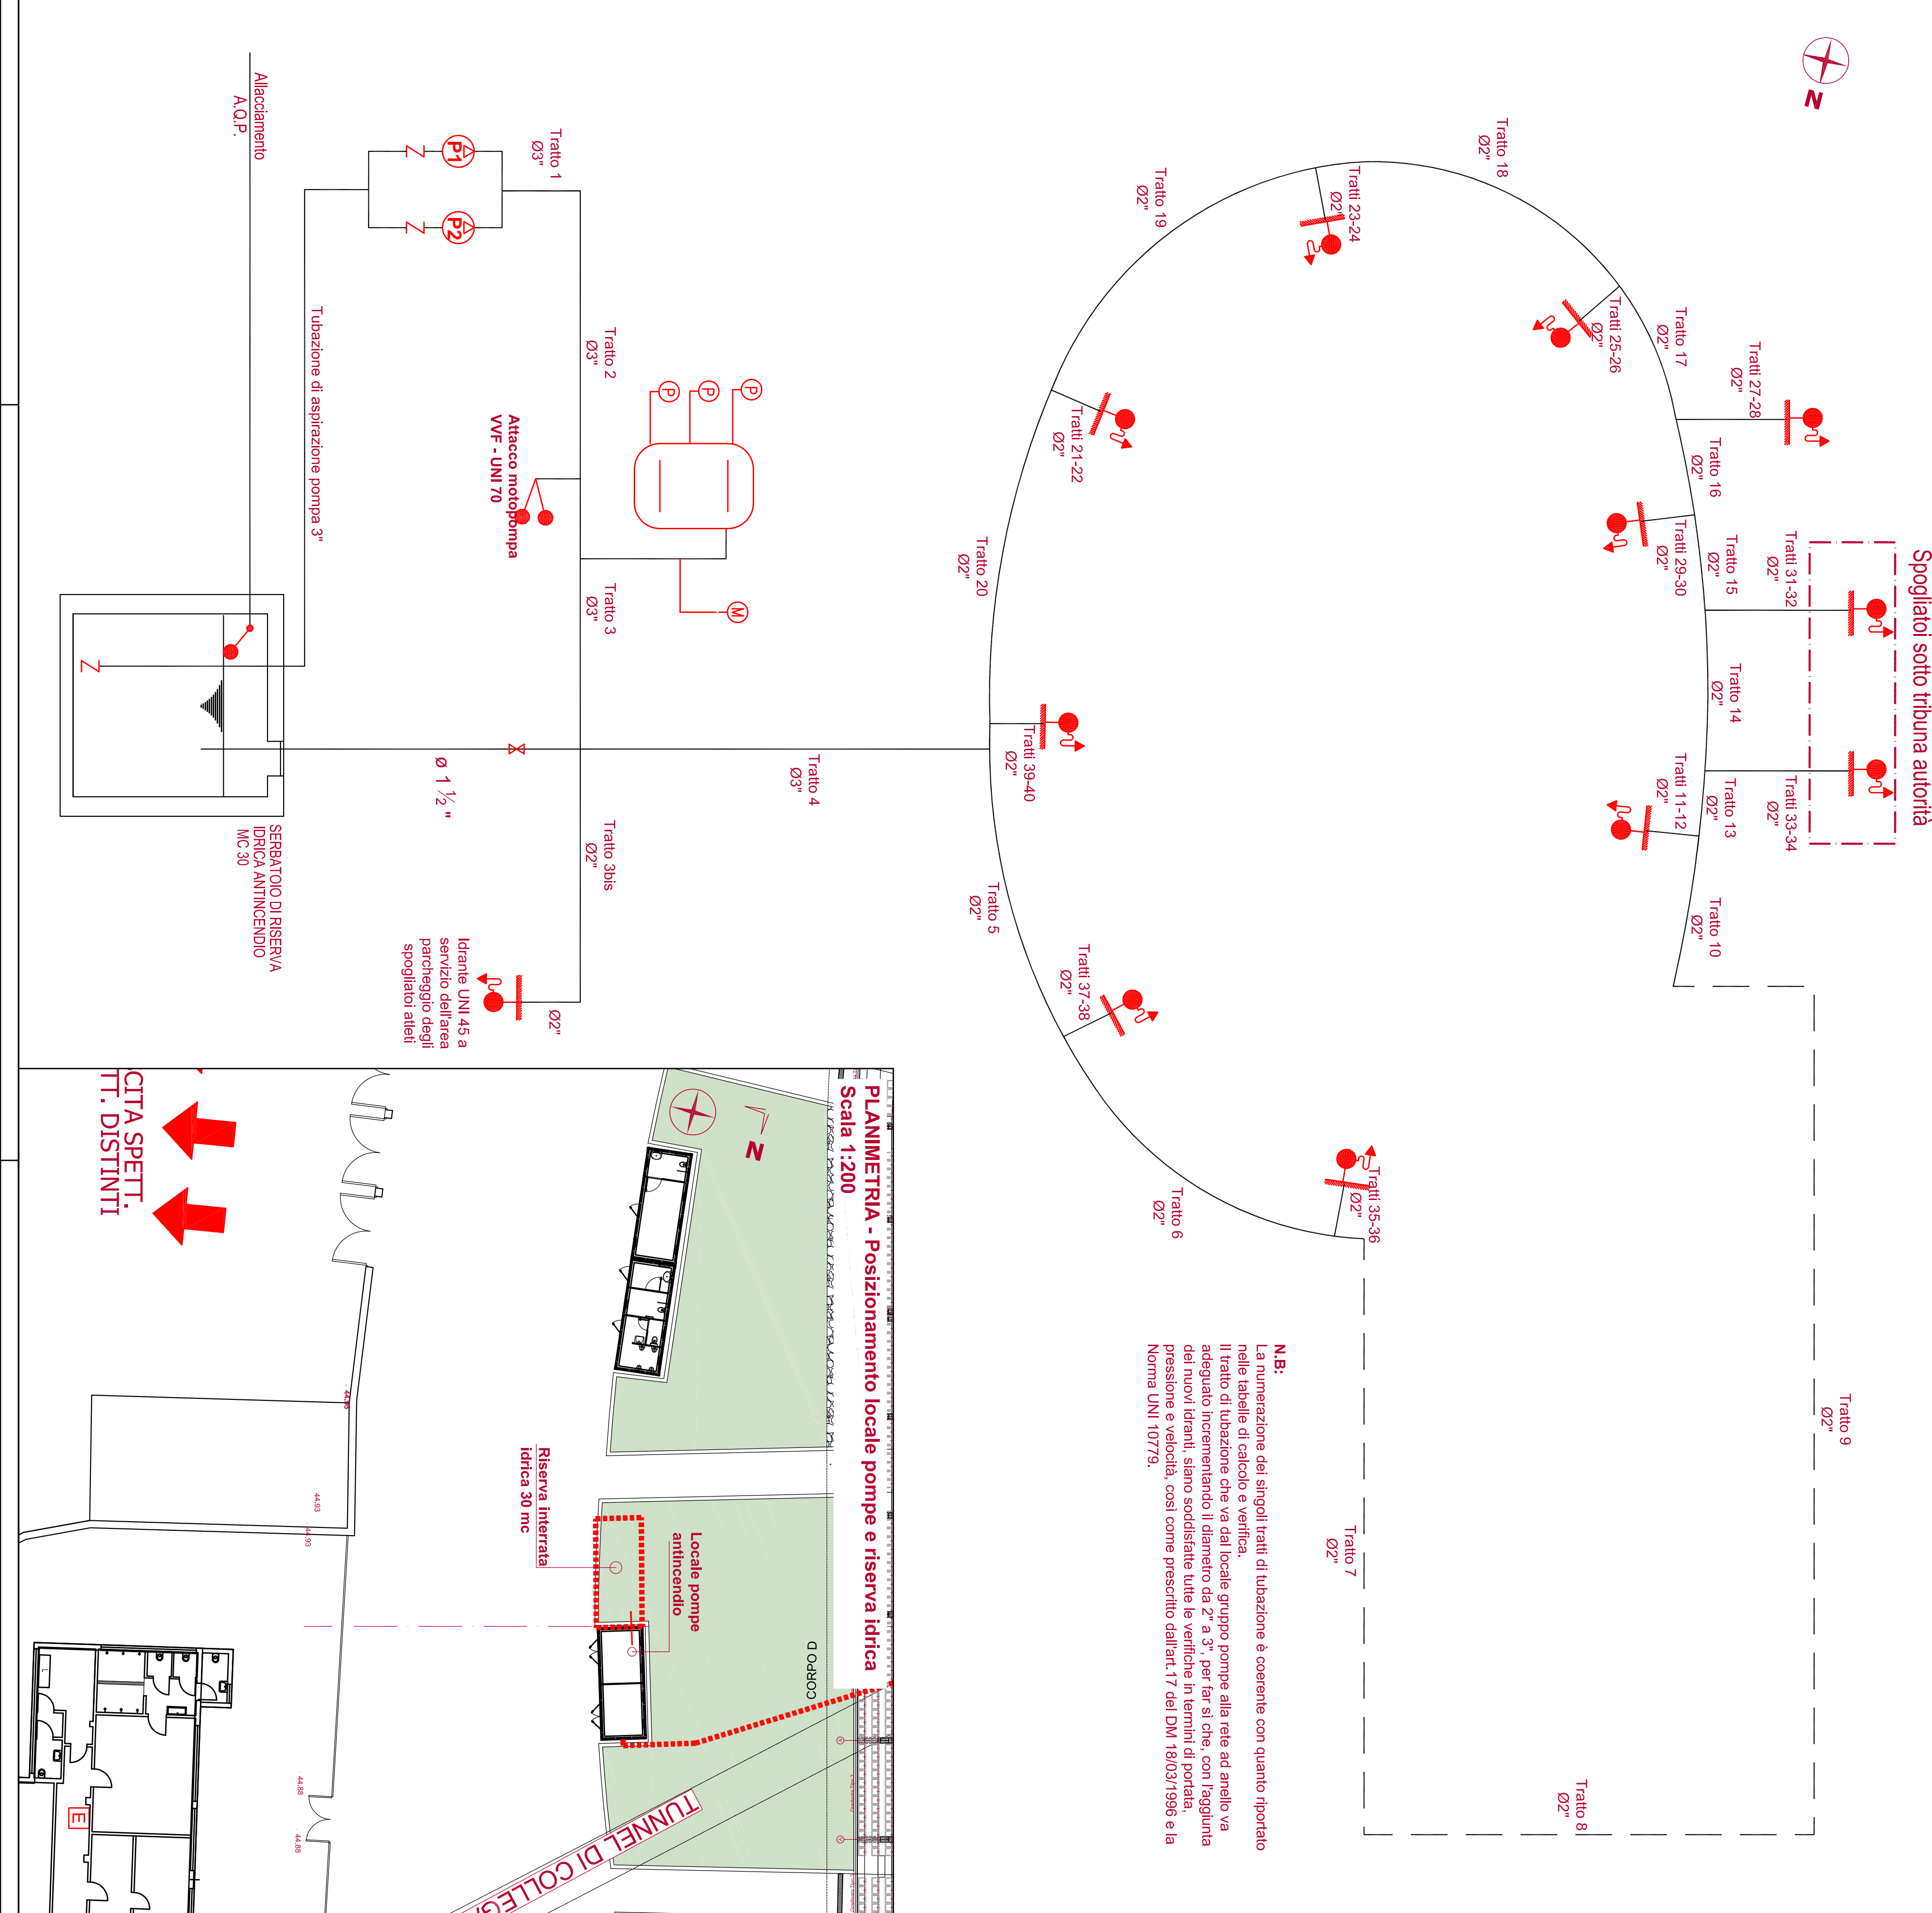 Spogliatoi sotto tribuna autorità
N
Tratto 18
Ø2"
Tratti 23-24
Ø2"
Tratto 19
Ø2"
Tratti 25-26
Ø2"
Tratto 17
Ø2"
Tratti 27-28
Ø2"
Tratto 16
Ø2"
Tratti 29-30
Ø2"
Tratto 15
Ø2"
Tratti 31-32
Ø2"
Tratto 14
Ø2"
Tratti 33-34
Ø2"
Tratto 13
Ø2"
Tratti 11-12
Ø2"
Tratto 10
Ø2"
Tratto 9
Ø2"
Tratto 8
Ø2"
Tratto 7
Ø2"
Tratti 35-36
Ø2"
Tratto 6
Ø2"
Tratti 37-38
Ø2"
Tratto 5
Ø2"
Tratti 39-40
Ø2"
Tratto 20
Ø2"
Tratti 21-22
Ø2"
Tratto 4
Ø3"
N.B:
La numerazione dei singoli tratti di tubazione è coerente con quanto riportato
nelle tabelle di calcolo e verifica.
Il tratto di tubazione che va dal locale gruppo pompe alla rete ad anello va
adeguato incrementando il diametro da 2" a 3", per far sì che, con l'aggiunta
dei nuovi idranti, siano soddisfatte tutte le verifiche in termini di portata,
pressione e velocità, così come prescritto dall'art.17 del DM 18/03/1996 e la
Norma UNI 10779.
P
P
P
M
Tratto 1
Ø3"
Tratto 2
Ø3"
Tratto 3
Ø3"
Tratto 3bis
Ø2"
Ø2"
P1
P2
Attacco motopompa
VVF - UNI 70
Idrante UNI 45 a
servizio dell'area
parcheggio degli
spogliatoi atleti
ø 1 ½ "
Tubazione di aspirazione pompa 3"
Allacciamento
A.Q.P.
SERBATOIO DI RISERVA
IDRICA ANTINCENDIO
MC 30
PLANIMETRIA - Posizionamento locale pompe e riserva idrica
Scala 1:200
N
CORPO D
Locale pompe
antincendio
Riserva interrata
idrica 30 mc
TUNNEL DI COLLEGA
44.93
44.93
44.88
44.88
E
CITA SPETT.
TT. DISTINTI